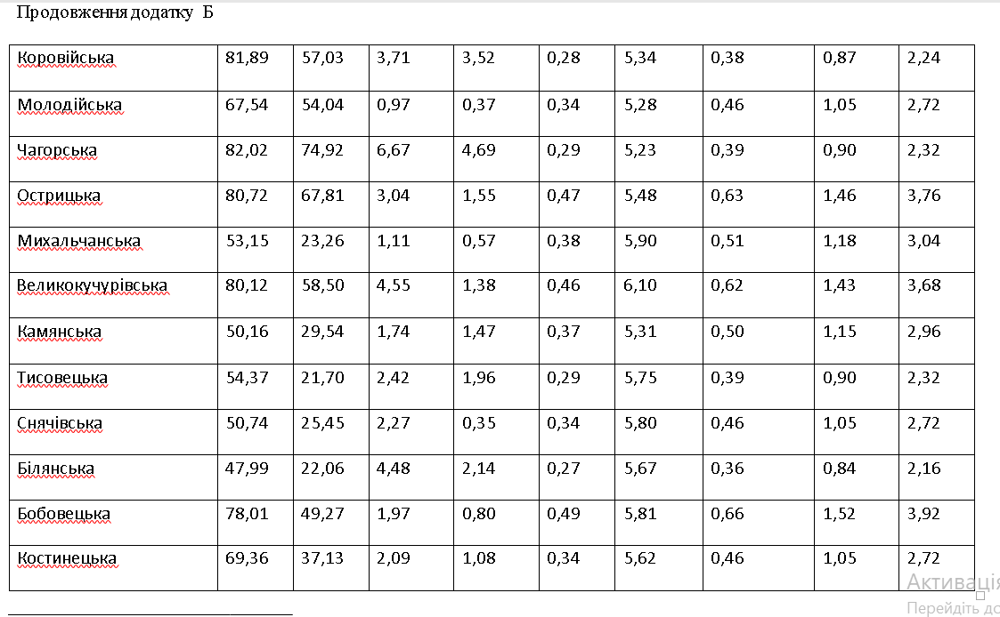 Продовження додатку Б
Коровійська 81,89 57,03 3,71 3,52 0,28 5,34 0,38 0,87 2,24
Молодійська 67,54 54,04 0,97 0,37 0,34 5,28 0,46 1,05 2,72
Чагорська 82,02 74,92 6,67 4,69 0,29 5,23 0,39 0,90 2,32
Острицька 80,72 67,81 3,04 1,55 0,47 5,48 0,63 1,46 3,76
Михальчанська 53,15 23,26 1,11 0,57 0,38 5,90 0,51 1,18 3,04
Великокучурівська 80,12 58,50 4,55 1,38 0,46 6,10 0,62 1,43 3,68
Камянська 50,16 29,54 1,74 1,47 0,37 5,31 0,50 1,15 2,96
Тисовецька 54,37 21,70 2,42 1,96 0,29 5,75 0,39 0,90 2,32
Снячівська 50,74 25,45 2,27 0,35 0,34 5,80 0,46 1,05 2,72
Білянська 47,99 22,06 4,48 2,14 0,27 5,67 0,36 0,84 2,16
Бобовецька 78,01 49,27 1,97 0,80 0,49 5,81 0,66 1,52 3,92
Костинецька 69,36 37,13 2,09 1,08 0,34 5,62 0,46 1,05 2,72
Активація
Перейдіть до